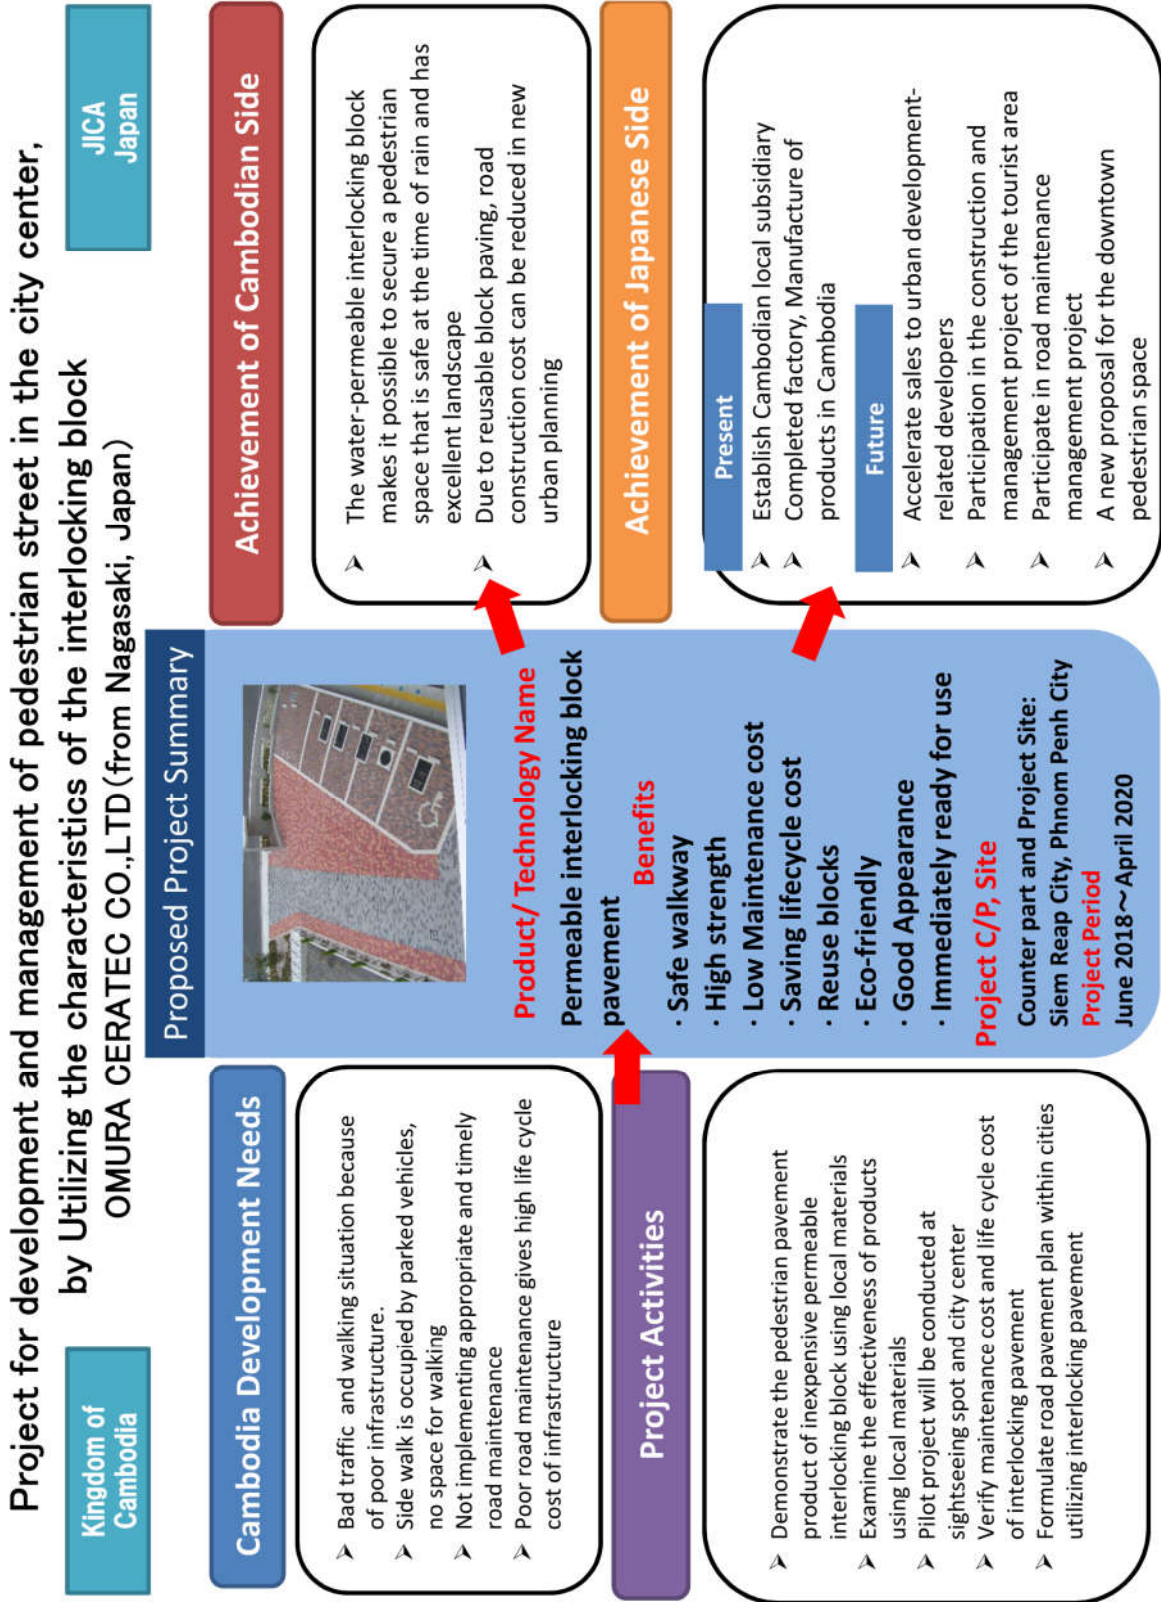 Project for development and management of pedestrian street in the city center,
by Utilizing the characteristics of the interlocking block
OMURA CERATEC CO.,LTD(from Nagasaki, Japan)
Kingdom of
Cambodia
JICA
Japan
Cambodia Development Needs
➢ Bad traffic and walking situation because
of poor infrastructure.
➢ Side walk is occupied by parked vehicles,
no space for walking
➢ Not implementing appropriate and timely
road maintenance
➢ Poor road maintenance gives high life cycle
cost of infrastructure
Project Activities
➢ Demonstrate the pedestrian pavement
product of inexpensive permeable
interlocking block using local materials
➢ Examine the effectiveness of products
using local materials
➢ Pilot project will be conducted at
sightseeing spot and city center
➢ Verify maintenance cost and life cycle cost
of interlocking pavement
➢ Formulate road pavement plan within cities
utilizing interlocking pavement
Proposed Project Summary
Product/ Technology Name
Permeable interlocking block
pavement
Benefits
・Safe walkway
・High strength
・Low Maintenance cost
・Saving lifecycle cost
・Reuse blocks
・Eco-friendly
・Good Appearance
・Immediately ready for use
Project C/P, Site
Counter part and Project Site:
Siem Reap City, Phnom Penh City
Project Period
June 2018～April 2020
Achievement of Cambodian Side
➢ The water-permeable interlocking block
makes it possible to secure a pedestrian
space that is safe at the time of rain and has
excellent landscape
➢ Due to reusable block paving, road
construction cost can be reduced in new
urban planning
Achievement of Japanese Side
Present
➢ Establish Cambodian local subsidiary
➢ Completed factory, Manufacture of
products in Cambodia
Future
➢ Accelerate sales to urban development-
related developers
➢ Participation in the construction and
management project of the tourist area
➢ Participate in road maintenance
management project
➢ A new proposal for the downtown
pedestrian space